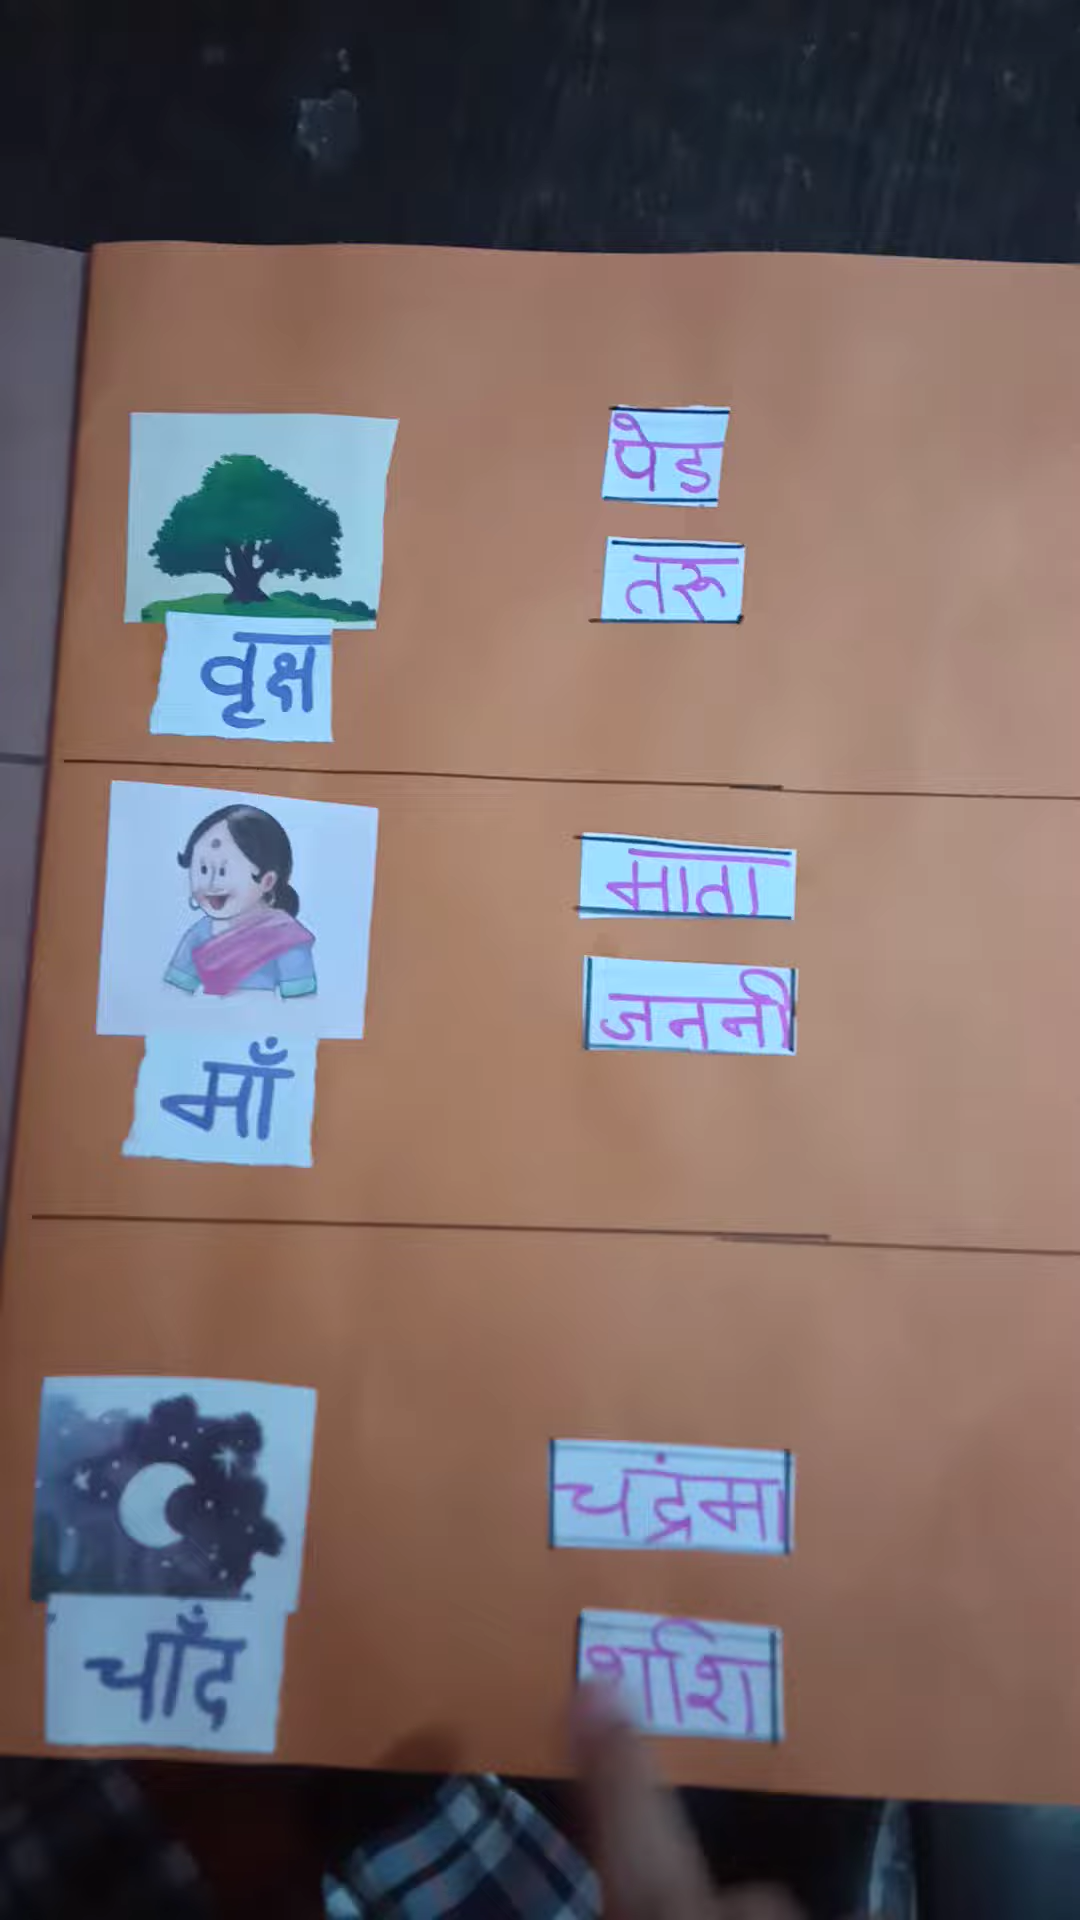 पेड
तरू
वृक्ष
माता
जननी
माँ
चंद्रमा
शशि
चाँद